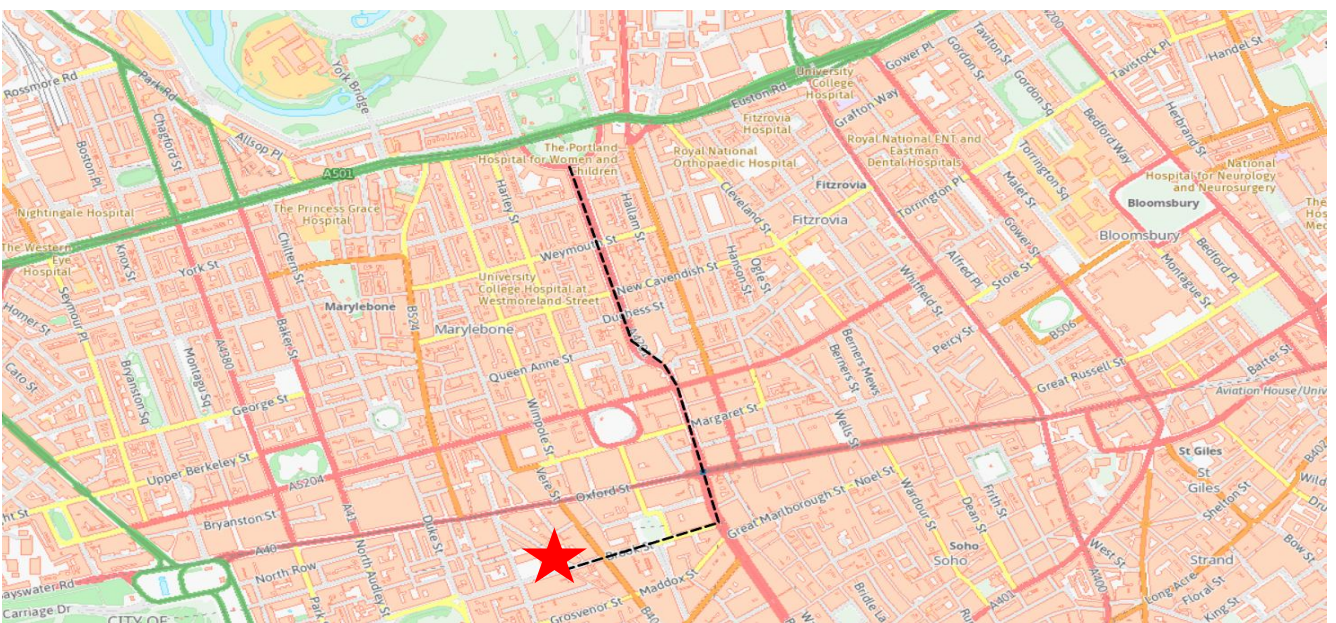 Rossmore Rd
Park Rd
York Bridge
Chagford St
Allsop Pl
Boston Pl
A501
Nightingale Hospital
The Princess Grace
Hospital
The Western
Eye
Hospital
Knox St
York St
Chiltern St
Seymour Pl
Homer St
Marylebone
B524
Baker St
A4380
Montagu Sq
Bryanston Sq
Cato St
George St
Upper Berkeley St
A5204
Bryanston St
A41
A40
North Row
North Audley St
Duke St
Park
Carriage Dr
CITY OF
Harley St
The Portland
Hospital for Women and
Children
Hallam St
Weymouth St
University
College Hospital at
Westmoreland Street
Marylebone
New Cavendish St
Duchess St
Queen Anne St
Wimpole St
Vere St
Oxford St
Margaret St
Maddox St
Grosvenor St
Great Marlborough St
Noel St
Wells St
Berners St
Berners Mews
Hanson St
Ogle St
Cleveland St
Euston Rd
University
College
Hospital
Fitzrovia
Hospital
Royal National
Orthopaedic Hospital
Grafton Way
Gower Pl
Royal National ENT and
Eastman
Dental Hospitals
Fitzrovia
Fitzrovia
Torrington Pl
Whitfield St
Alfred Pl
Store St
Percy St
Gower St
Malet St
Torrington Sq
Gordon Sq
Gordon St
Taviton St
Bedford Way
Tavistock Pl
Handel St
Herbrand St
National
Hospital for Neurology
and Neurosurgery
Bloomsbury
Bloomsbury
Bedford Pl
Montague St
B506
Great Russell St
Aviation House/Univ
St Giles
St
Giles
Shelton St
B402
Bow St
Strand
Long Acre
Floral St
King St
West St
A400
A401
Frith St
Dean St
Wardour St
Soho
Soho